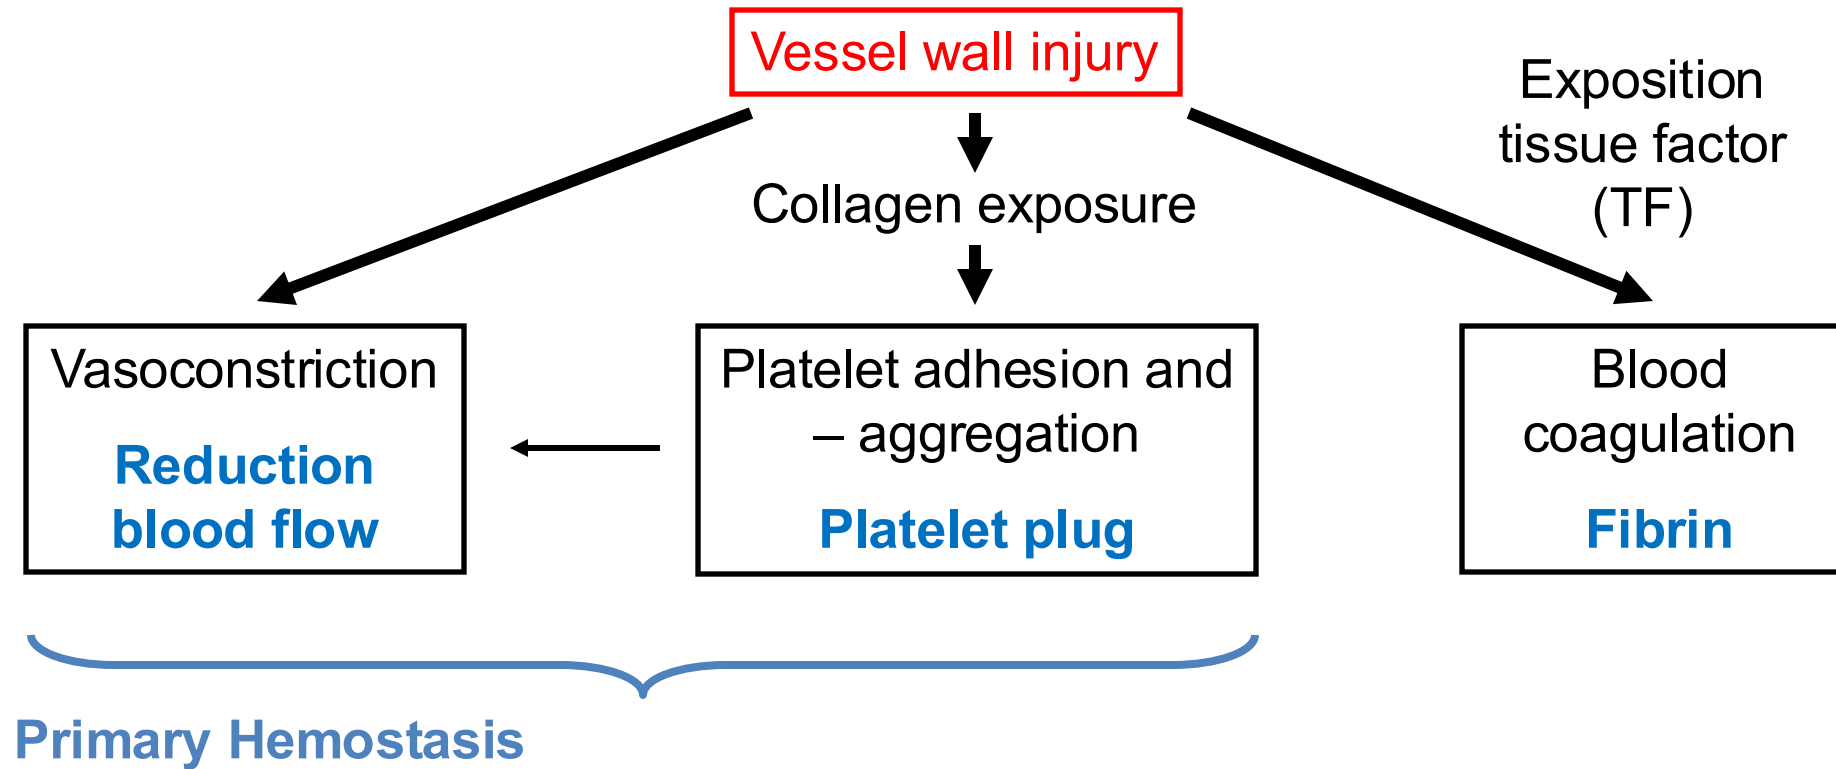 Vessel wall injury
Exposition
tissue factor
(TF)
Collagen exposure
Vasoconstriction
Reduction
blood flow
Platelet adhesion and
– aggregation
Platelet plug
Blood
coagulation
Fibrin
Primary Hemostasis